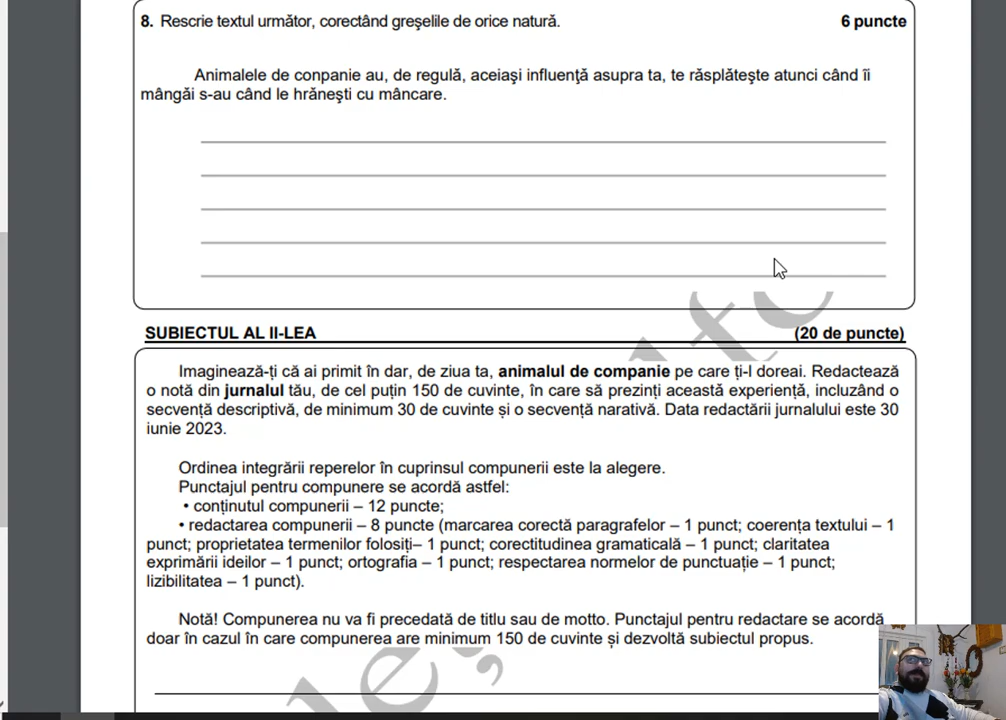 8. Rescrie textul următor, corectând greșelile de orice natură. 6 puncte
Animalele de conpanie au, de regulă, aceiași influență asupra ta, te răsplătește atunci când îi
mângăi s-au când le hrănești cu mâncare.
SUBIECTUL AL II-LEA (20 de puncte)
Imaginează-ți că ai primit în dar, de ziua ta, animalul de companie pe care ți-l doreai. Redactează
o notă din jurnalul tău, de cel puțin 150 de cuvinte, în care să prezinți această experiență, incluzând o
secvență descriptivă, de minimum 30 de cuvinte și o secvență narativă. Data redactării jurnalului este 30
iunie 2023.
Ordinea integrării reperelor în cuprinsul compunerii este la alegere.
Punctajul pentru compunere se acordă astfel:
• conținutul compunerii – 12 puncte;
• redactarea compunerii – 8 puncte (marcarea corectă paragrafelor – 1 punct; coerența textului – 1
punct; proprietatea termenilor folosiți– 1 punct; corectitudinea gramaticală – 1 punct; claritatea
exprimării ideilor – 1 punct; ortografia – 1 punct; respectarea normelor de punctuație – 1 punct;
lizibilitatea – 1 punct).
Notă! Compunerea nu va fi precedată de titlu sau de motto. Punctajul pentru redactare se acordă
doar în cazul în care compunerea are minimum 150 de cuvinte și dezvoltă subiectul propus.